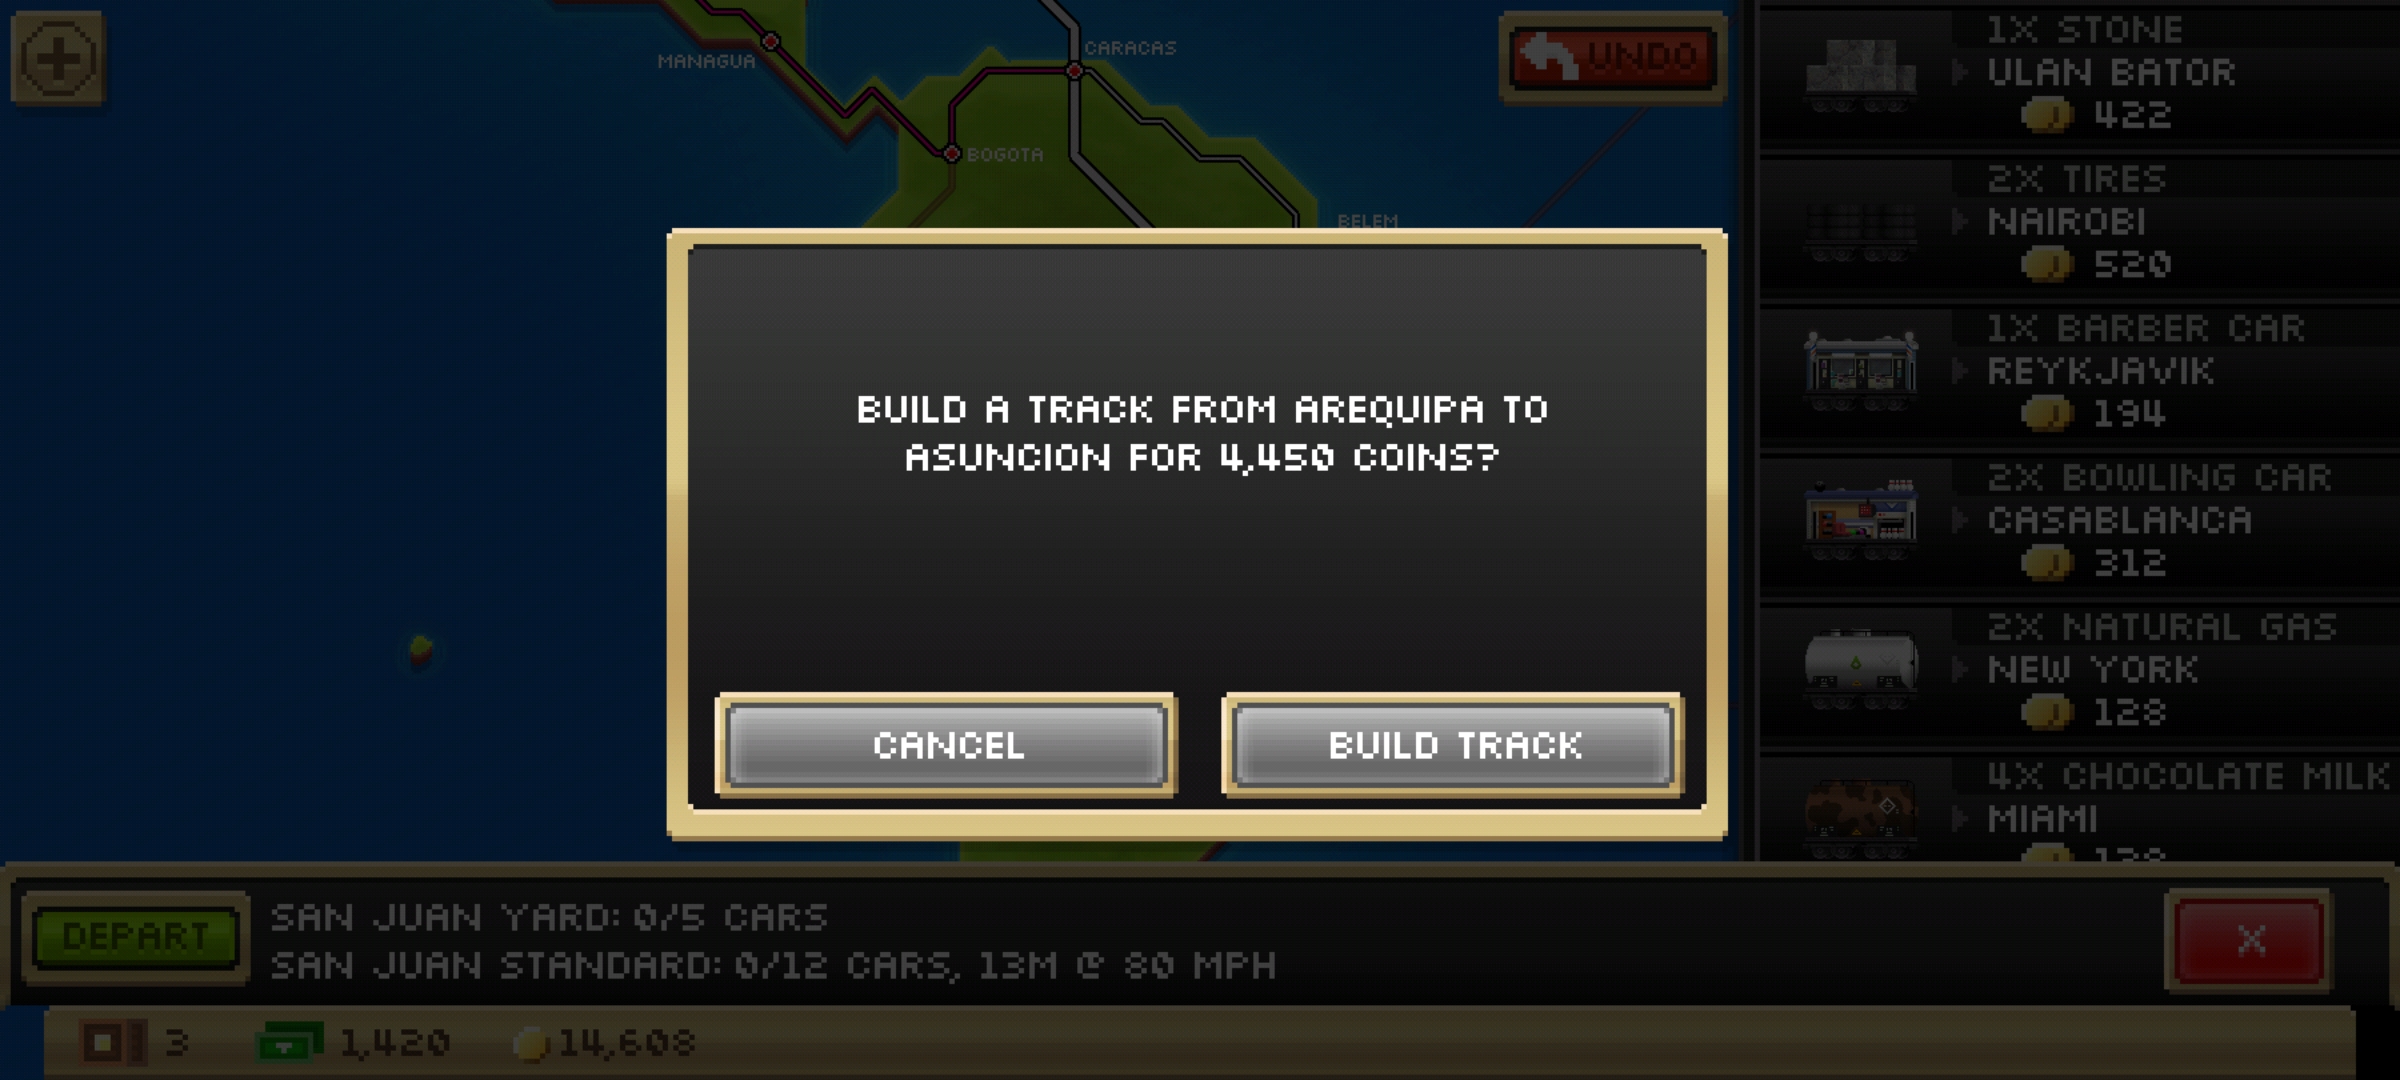 MANAGUA
CARACAS
BOGOTA
BELEM
UNDO
1X STONE
ULAN BATOR
422
2X TIRES
NAIROBI
520
1X BARBER CAR
REYKJAVIK
194
2X BOWLING CAR
CASABLANCA
312
2X NATURAL GAS
NEW YORK
128
4X CHOCOLATE MILK
MIAMI
BUILD A TRACK FROM AREQUIPA TO
ASUNCION FOR 4,450 COINS?
CANCEL
BUILD TRACK
DEPART
SAN JUAN YARD: 0/5 CARS
SAN JUAN STANDARD: 0/12 CARS, 13M @ 80 MPH
X
3
1,420
14,608